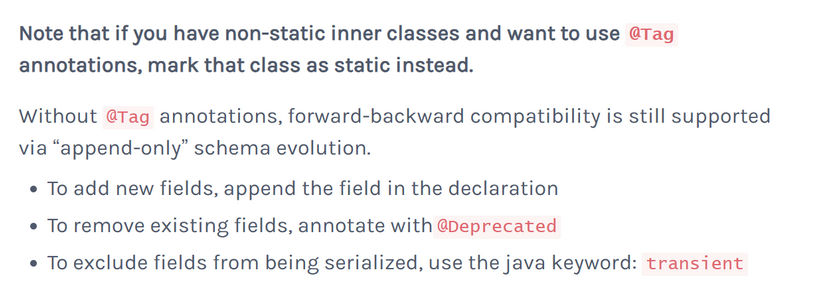 Note that if you have non-static inner classes and want to use @Tag
annotations, mark that class as static instead.
Without @Tag annotations, forward-backward compatibility is still supported
via “append-only” schema evolution.
• To add new fields, append the field in the declaration
• To remove existing fields, annotate with @Deprecated
• To exclude fields from being serialized, use the java keyword: transient